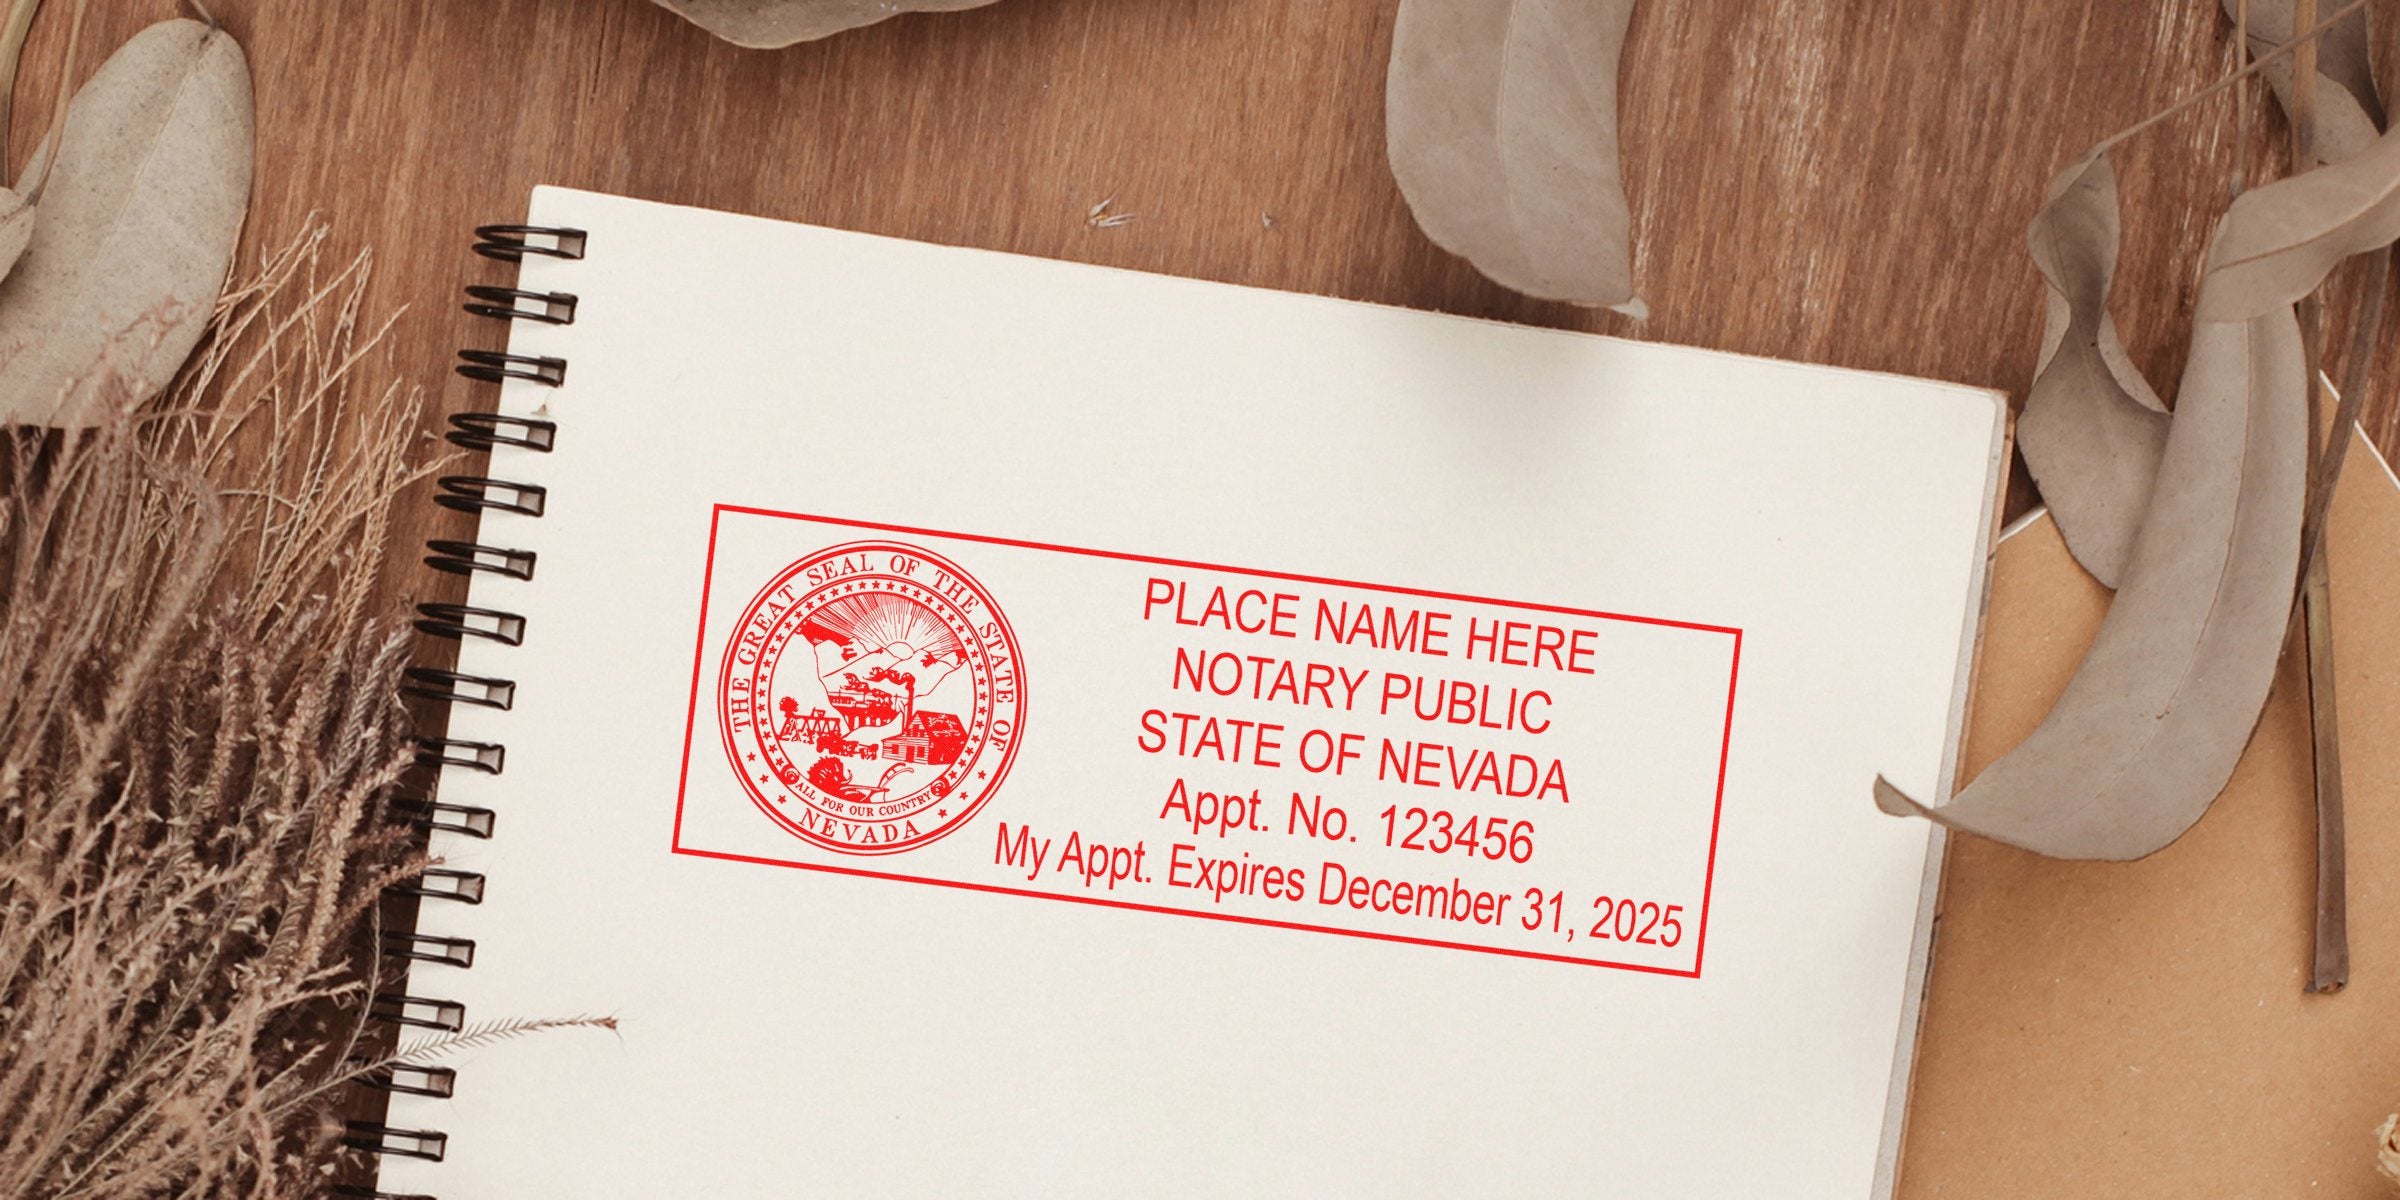 THE GREAT SEAL OF THE STATE OF
ALL FOR OUR COUNTRY
NEVADA
PLACE NAME HERE
NOTARY PUBLIC
STATE OF NEVADA
Appt. No. 123456
My Appt. Expires December 31, 2025